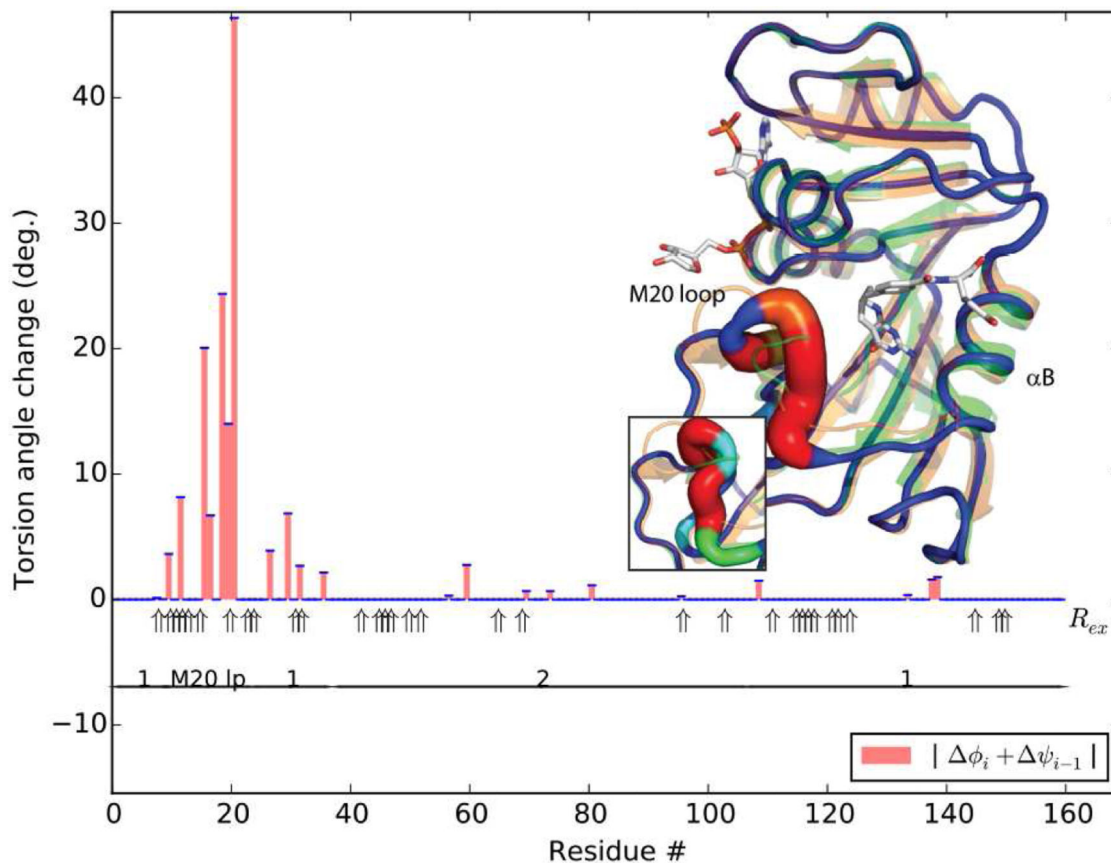 Torsion angle change (deg.)
40
30
20
10
0
−10
M20 loop
αB
⇑ ⇑⇑⇑⇑⇑ ⇑ ⇑⇑ ⇑⇑ ⇑ ⇑⇑⇑ ⇑ ⇑ ⇑ ⇑ ⇑ ⇑ ⇑ ⇑⇑⇑⇑ ⇑⇑ ⇑ ⇑ ⇑⇑ R_ex
1 M20 lp 1 2 1
| Δϕ_i + Δψ_{i−1} |
0 20 40 60 80 100 120 140 160
Residue #